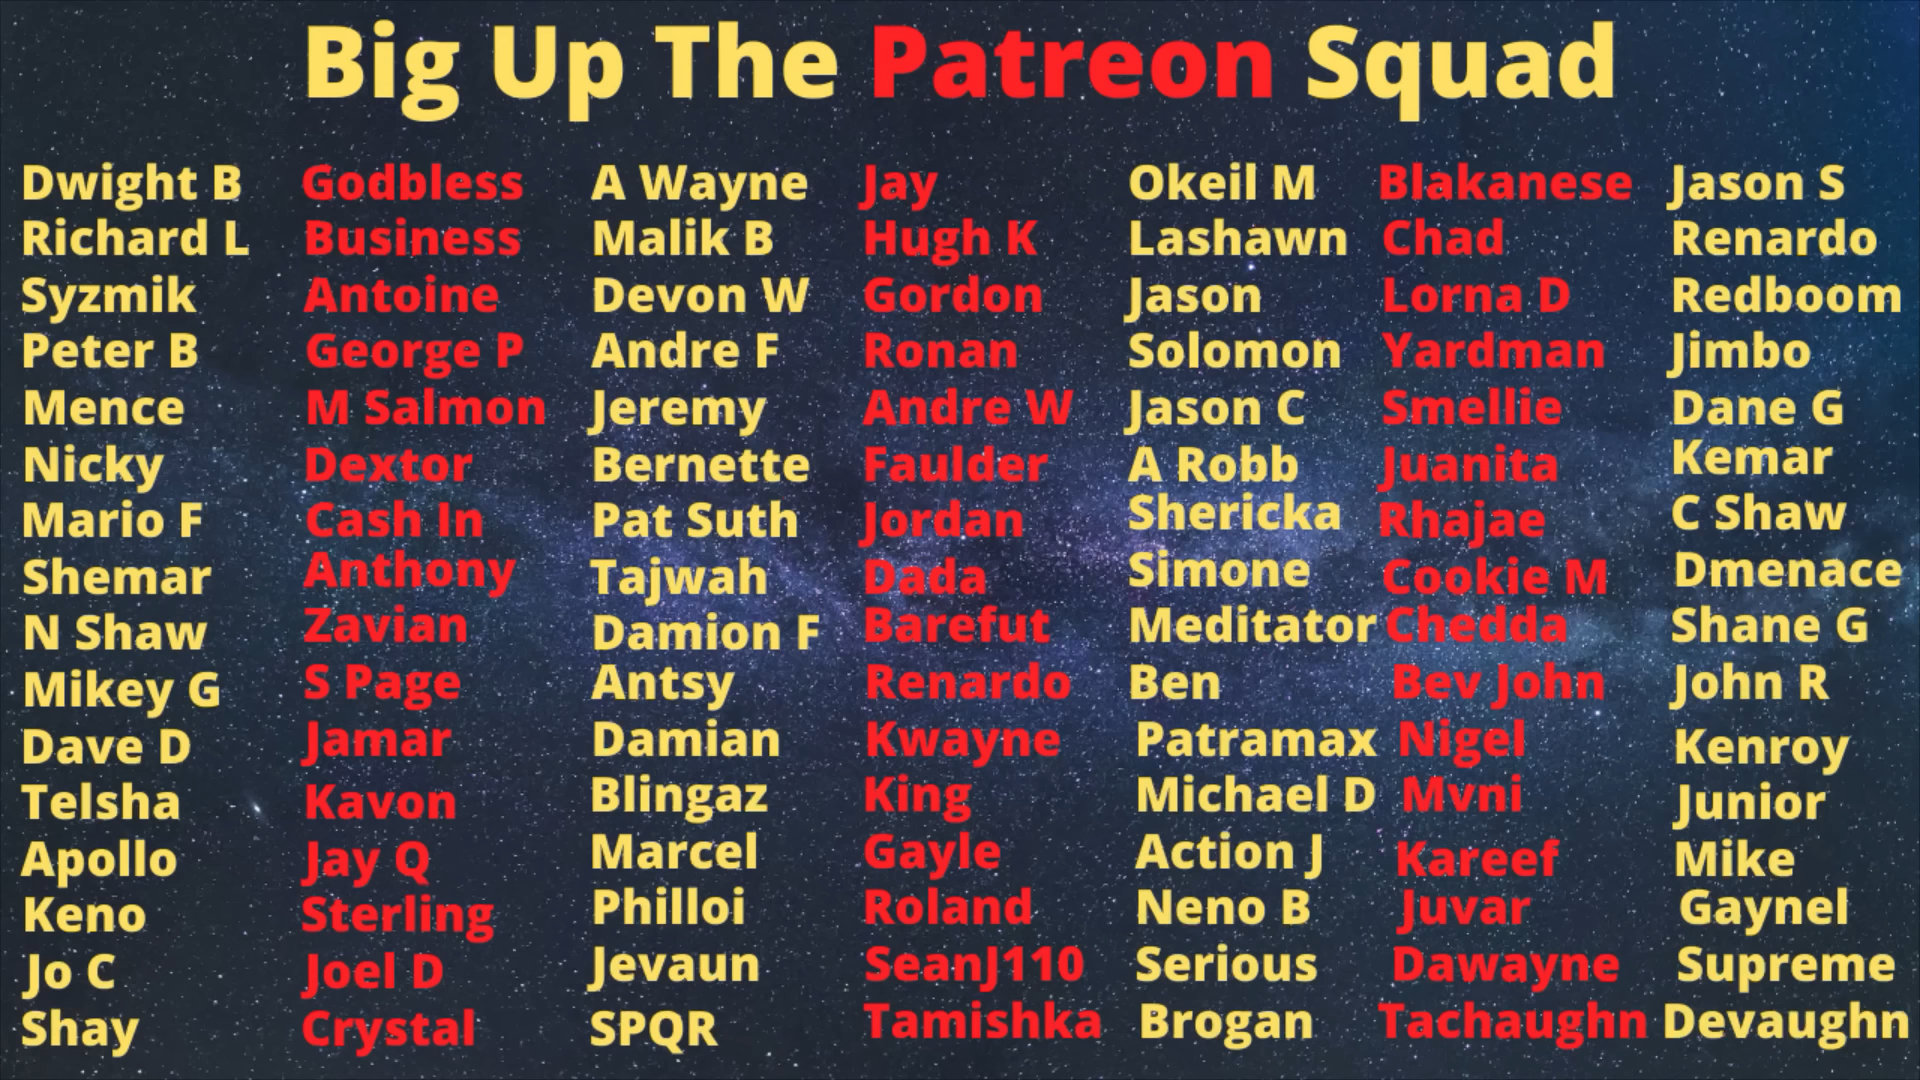 Big Up The Patreon Squad
Dwight B
Richard L
Syzmik
Peter B
Mence
Nicky
Mario F
Shemar
N Shaw
Mikey G
Dave D
Telsha
Apollo
Keno
Jo C
Shay
Godbless
Business
Antoine
George P
M Salmon
Dextor
Cash In
Anthony
Zavian
S Page
Jamar
Kavon
Jay Q
Sterling
Joel D
Crystal
A Wayne
Malik B
Devon W
Andre F
Jeremy
Bernette
Pat Suth
Tajwah
Damion F
Antsy
Damian
Blingaz
Marcel
Philloi
Jevaun
SPQR
Jay
Hugh K
Gordon
Ronan
Andre W
Faulder
Jordan
Dada
Barefut
Renardo
Kwayne
King
Gayle
Roland
SeanJ110
Tamishka
Okeil M
Lashawn
Jason
Solomon
Jason C
A Robb
Shericka
Simone
Meditator
Ben
Patramax
Michael D
Action J
Neno B
Serious
Brogan
Blakanese
Chad
Lorna D
Yardman
Smellie
Juanita
Rhajae
Cookie M
Chedda
Bev John
Nigel
Mvni
Kareef
Juvar
Dawayne
Tachaughn
Jason S
Renardo
Redboom
Jimbo
Dane G
Kemar
C Shaw
Dmenace
Shane G
John R
Kenroy
Junior
Mike
Gaynel
Supreme
Devaughn